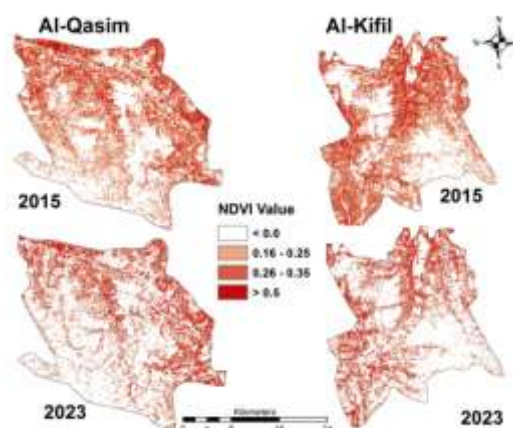 Al-Qasim
Al-Kifil
N
2015
2015
NDVI Value
< 0.0
0.16 - 0.25
0.26 - 0.35
> 0.5
Kilometers
2023
2023